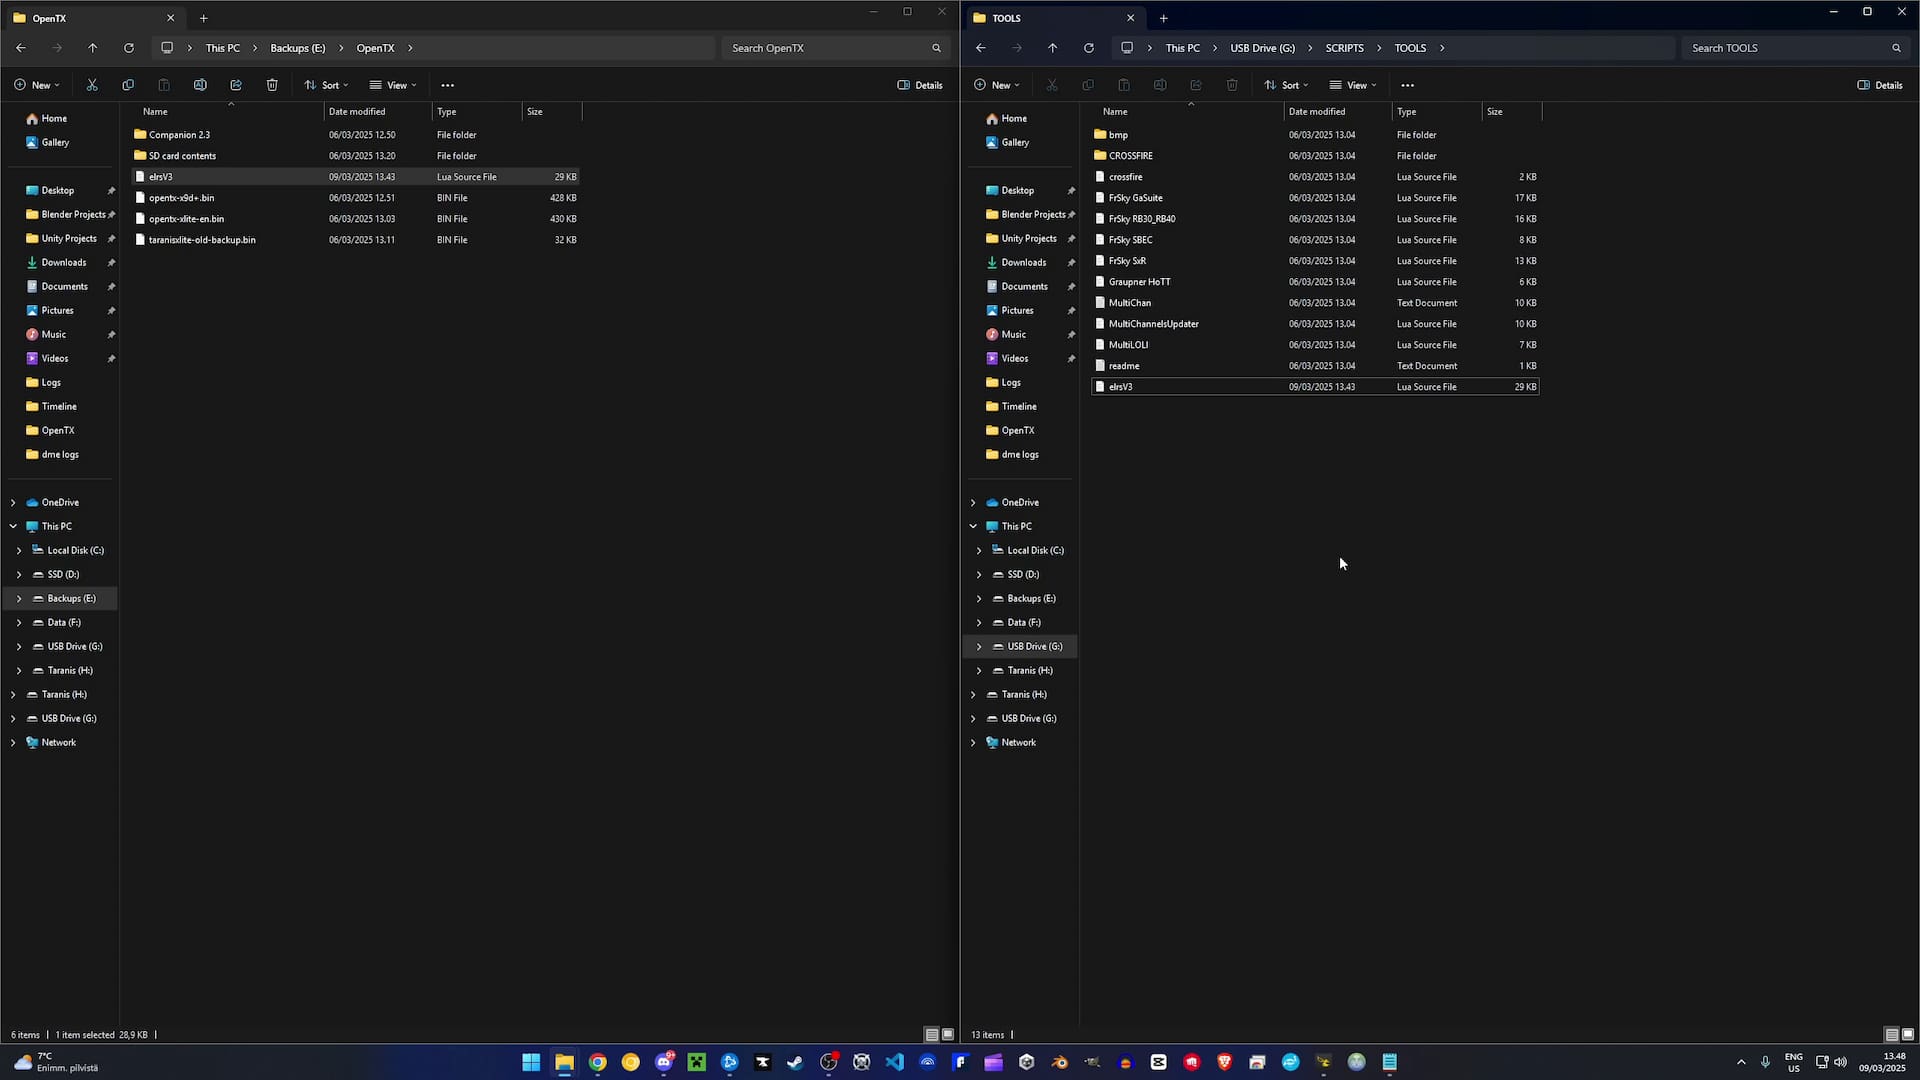 OpenTX
This PC
Backups (E:)
OpenTX
Search OpenTX
New
Sort
View
Details
Name
Date modified
Type
Size
Home
Gallery
Desktop
Blender Projects
Unity Projects
Downloads
Documents
Pictures
Music
Videos
Logs
Timeline
OpenTX
dme logs
OneDrive
This PC
Local Disk (C:)
SSD (D:)
Backups (E:)
Data (F:)
USB Drive (G:)
Taranis (H:)
Taranis (H:)
USB Drive (G:)
Network
Companion 2.3 06/03/2025 12.50 File folder
SD card contents 06/03/2025 13.20 File folder
elrsV3 09/03/2025 13.43 Lua Source File 29 KB
opentx-x9d+.bin 06/03/2025 12.51 BIN File 428 KB
opentx-xlite-en.bin 06/03/2025 13.03 BIN File 430 KB
taranisxlite-old-backup.bin 06/03/2025 13.11 BIN File 32 KB
6 items
1 item selected 28,9 KB
TOOLS
This PC
USB Drive (G:)
SCRIPTS
TOOLS
Search TOOLS
New
Sort
View
Details
Name
Date modified
Type
Size
Home
Gallery
Desktop
Blender Projects
Unity Projects
Downloads
Documents
Pictures
Music
Videos
Logs
Timeline
OpenTX
dme logs
OneDrive
This PC
Local Disk (C:)
SSD (D:)
Backups (E:)
Data (F:)
USB Drive (G:)
Taranis (H:)
Taranis (H:)
USB Drive (G:)
Network
bmp 06/03/2025 13.04 File folder
CROSSFIRE 06/03/2025 13.04 File folder
crossfire 06/03/2025 13.04 Lua Source File 2 KB
FrSky GaSuite 06/03/2025 13.04 Lua Source File 17 KB
FrSky RB30_RB40 06/03/2025 13.04 Lua Source File 16 KB
FrSky SBEC 06/03/2025 13.04 Lua Source File 8 KB
FrSky SxR 06/03/2025 13.04 Lua Source File 13 KB
Graupner HoTT 06/03/2025 13.04 Lua Source File 6 KB
MultiChan 06/03/2025 13.04 Text Document 10 KB
MultiChannelsUpdater 06/03/2025 13.04 Lua Source File 10 KB
MultiLOLI 06/03/2025 13.04 Lua Source File 7 KB
readme 06/03/2025 13.04 Text Document 1 KB
elrsV3 09/03/2025 13.43 Lua Source File 29 KB
13 items
7°C
Enimm. pilvistä
ENG
US
13.48
09/03/2025